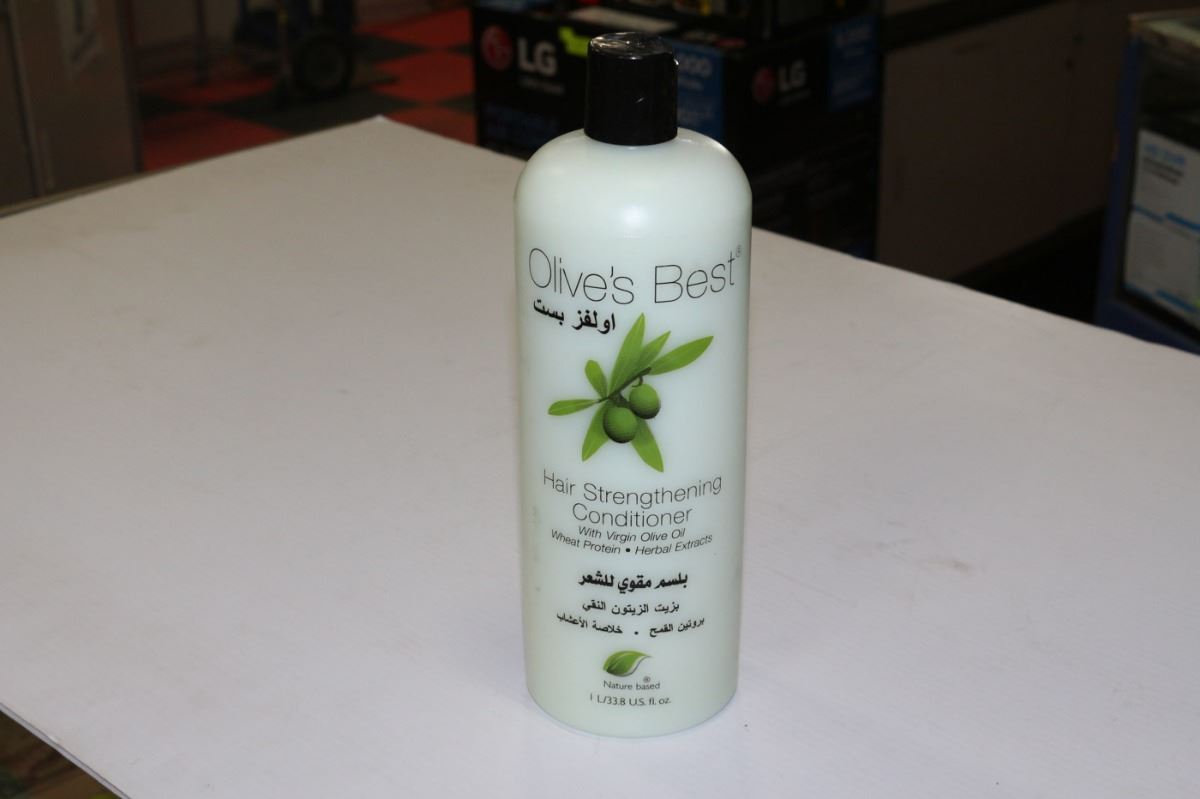 Olive's Best®
اولفز بست
Hair Strengthening
Conditioner
With Virgin Olive Oil
Wheat Protein • Herbal Extracts
بلسم مقوي للشعر
بزيت الزيتون النقي
بروتين القمح • خلاصة الأعشاب
Nature based®
1 L/33.8 U.S. fl. oz.
LG
LG